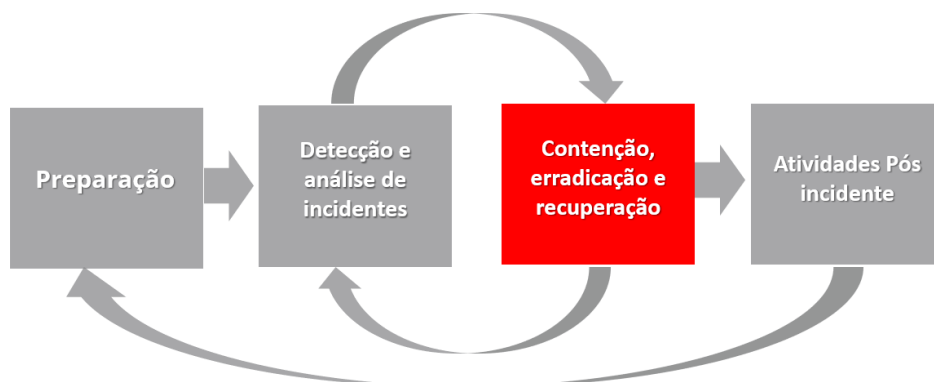 Preparação
Detecção e
análise de
incidentes
Contenção,
erradicação e
recuperação
Atividades Pós
incidente